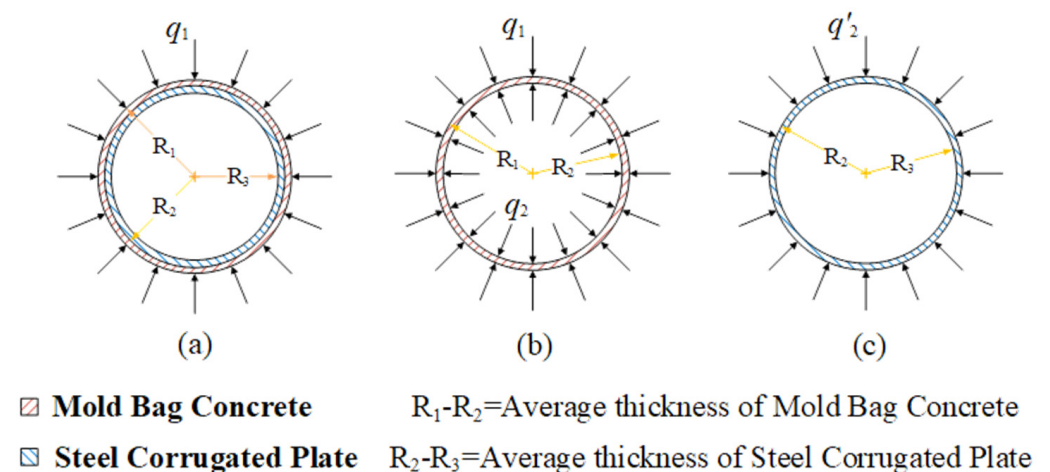 q₁ q₁ q'₂
R₁ R₁ R₂ R₂ R₃
R₃
R₂ q₂
(a) (b) (c)
Mold Bag Concrete R₁-R₂=Average thickness of Mold Bag Concrete
Steel Corrugated Plate R₂-R₃=Average thickness of Steel Corrugated Plate